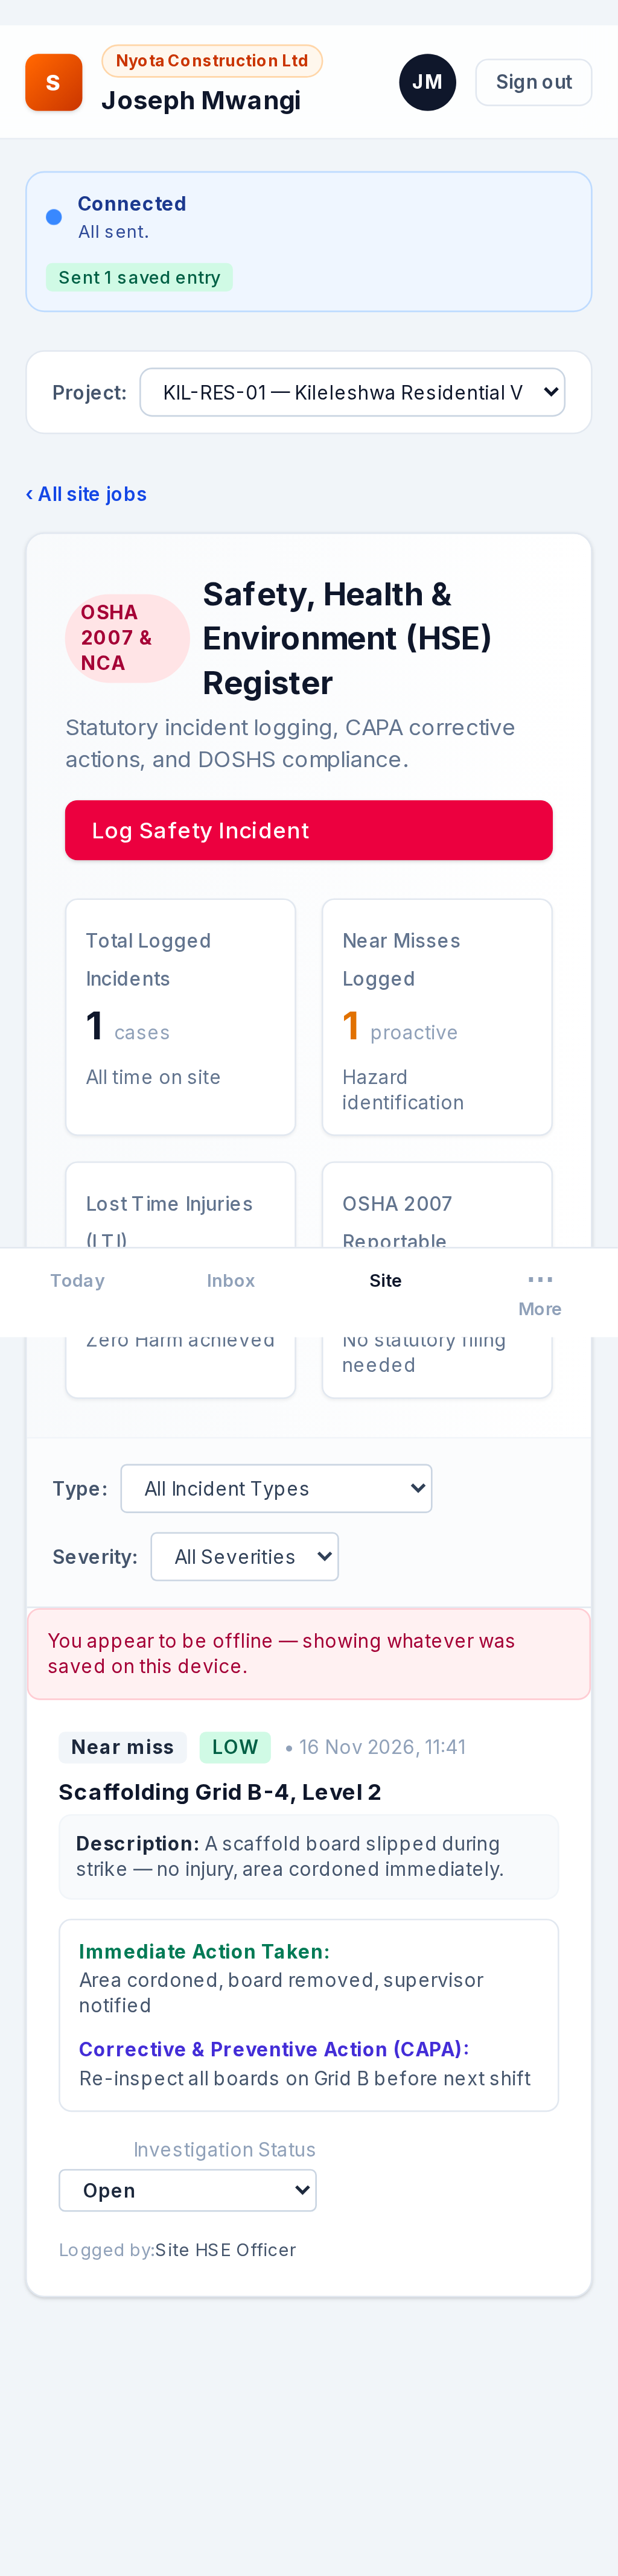 S
Nyota Construction Ltd
Joseph Mwangi
JM
Sign out
Connected
All sent.
Sent 1 saved entry
Project:
KIL-RES-01 — Kileleshwa Residential V
‹ All site jobs
OSHA
2007 &
NCA
Safety, Health &
Environment (HSE)
Register
Statutory incident logging, CAPA corrective
actions, and DOSHS compliance.
Log Safety Incident
Total Logged
Incidents
1 cases
All time on site
Near Misses
Logged
1 proactive
Hazard
identification
Lost Time Injuries
(LTI)
OSHA 2007
Reportable
Today
Inbox
Site
...
More
Zero Harm achieved
No statutory filing
needed
Type:
All Incident Types
Severity:
All Severities
You appear to be offline — showing whatever was
saved on this device.
Near miss
LOW
• 16 Nov 2026, 11:41
Scaffolding Grid B-4, Level 2
Description: A scaffold board slipped during
strike — no injury, area cordoned immediately.
Immediate Action Taken:
Area cordoned, board removed, supervisor
notified
Corrective & Preventive Action (CAPA):
Re-inspect all boards on Grid B before next shift
Investigation Status
Open
Logged by:Site HSE Officer